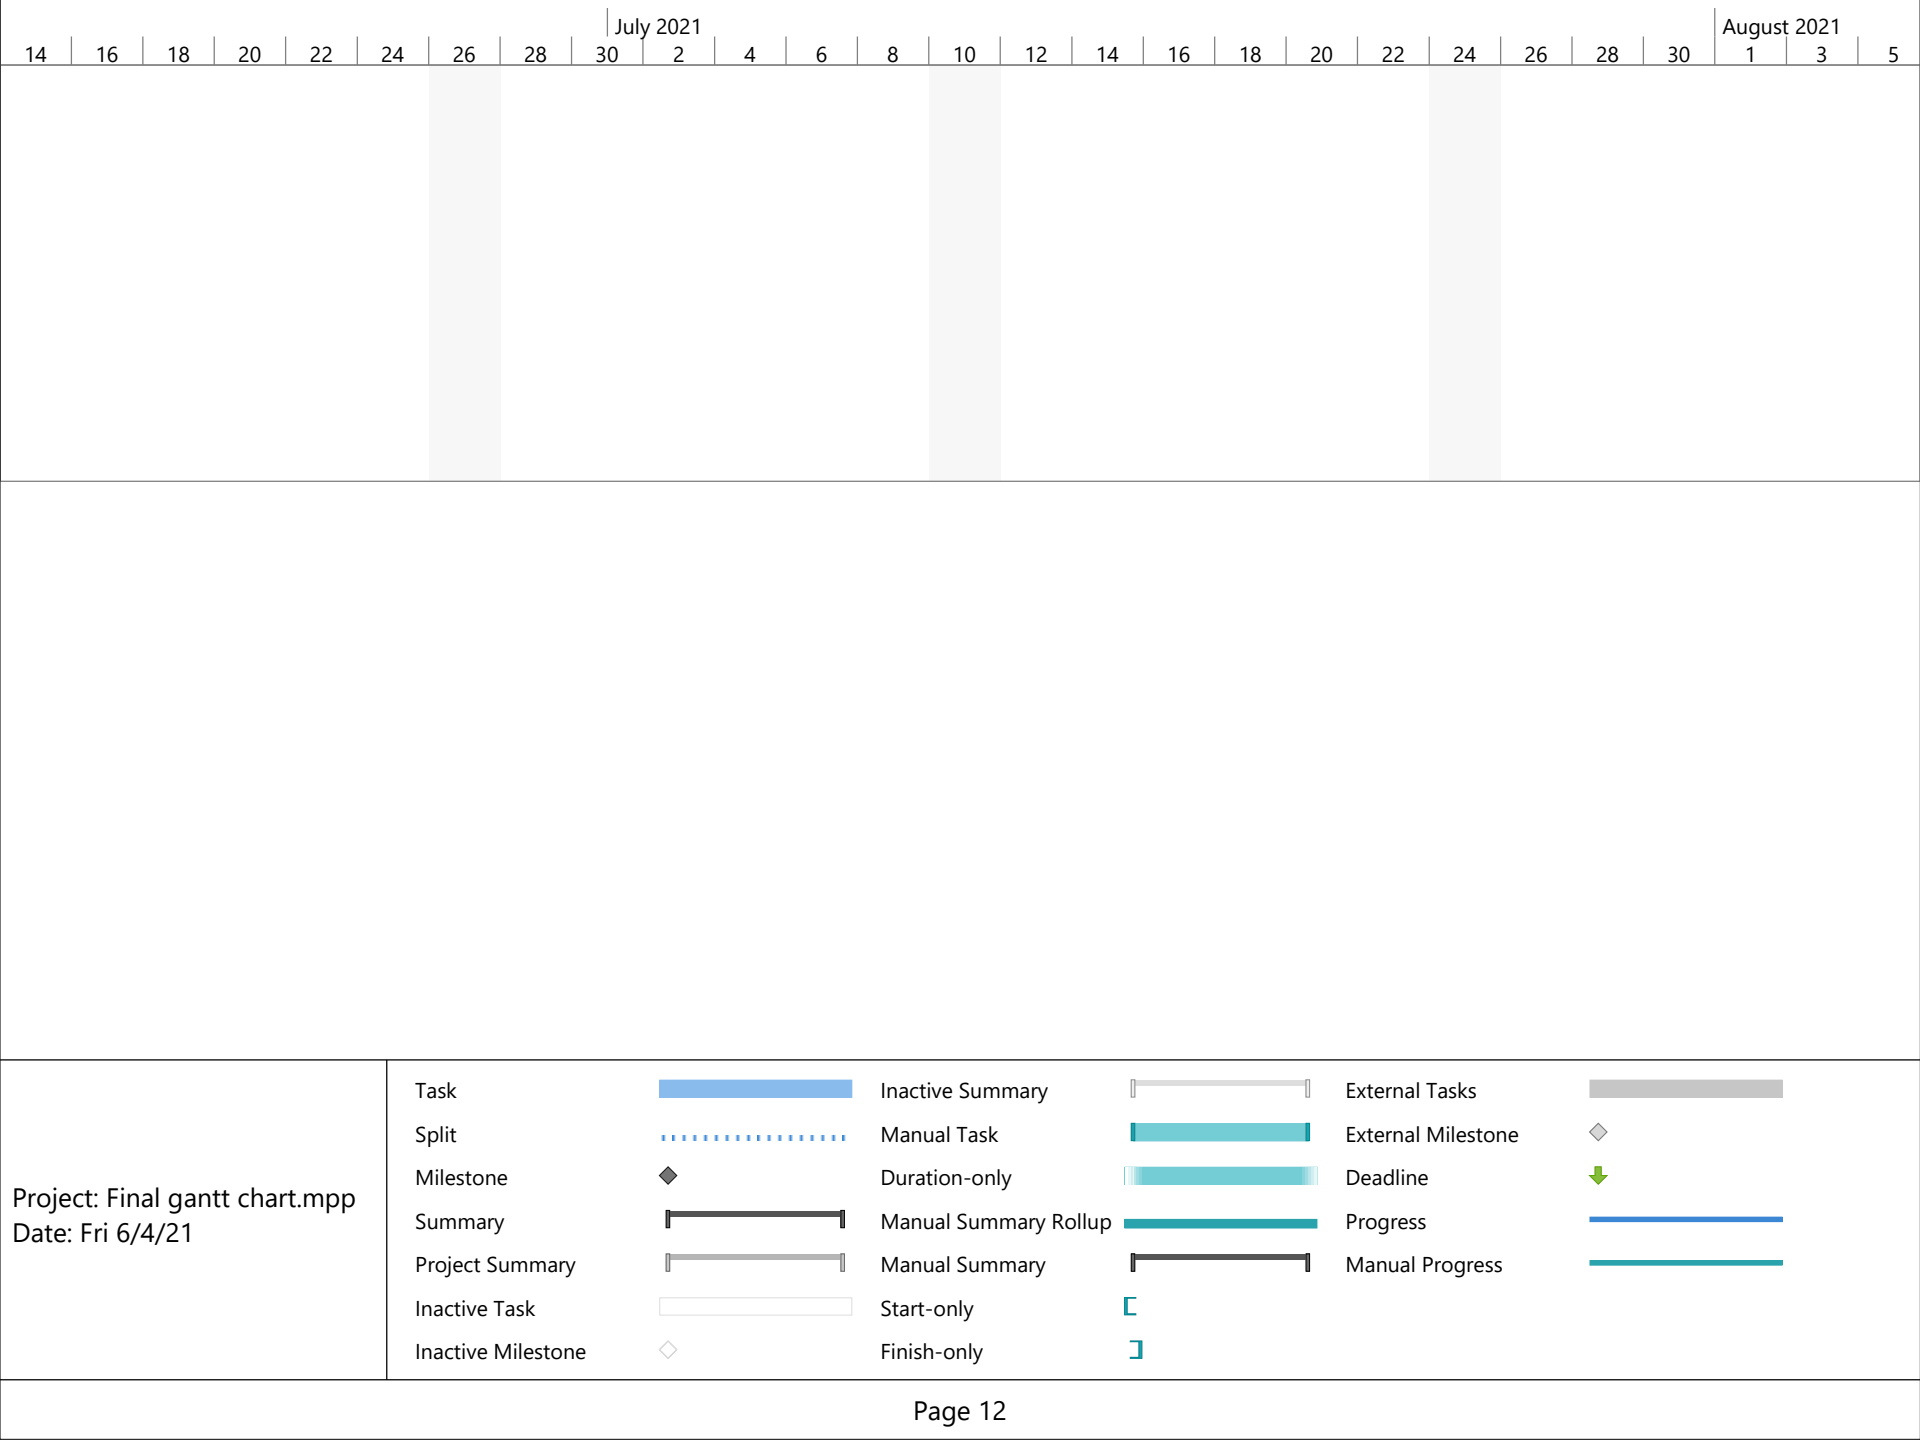 July 2021 August 2021
14 16 18 20 22 24 26 28 30 2 4 6 8 10 12 14 16 18 20 22 24 26 28 30 1 3 5
Project: Final gantt chart.mpp
Date: Fri 6/4/21
Task
Split
Milestone
Summary
Project Summary
Inactive Task
Inactive Milestone
Inactive Summary
Manual Task
Duration-only
Manual Summary Rollup
Manual Summary
Start-only
Finish-only
External Tasks
External Milestone
Deadline
Progress
Manual Progress
Page 12